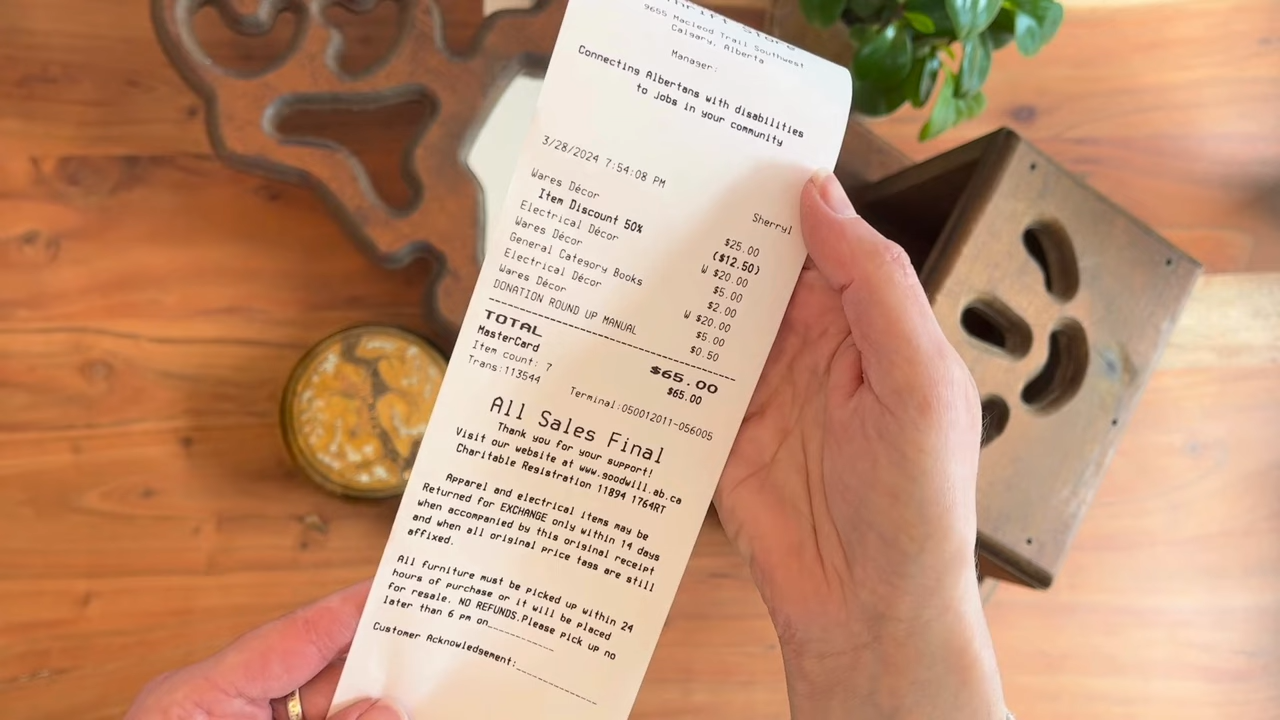 Thrift Store
9655 Macleod Trail Southwest
Calgary, Alberta
Manager:
Connecting Albertans with disabilities
to Jobs in your community
3/28/2024 7:54:08 PM
Sherryl
Wares Décor $25.00
Item Discount 50% ($12.50)
Electrical Décor W $20.00
Wares Décor $5.00
General Category Books $2.00
Electrical Décor W $20.00
Wares Décor $5.00
DONATION ROUND UP MANUAL $0.50
TOTAL $65.00
MasterCard $65.00
Item count: 7
Trans:113544 Terminal:050012011-056005
All Sales Final
Thank you for your support!
Visit our website at www.goodwill.ab.ca
Charitable Registration 11894 1764RT
Apparel and electrical items may be
Returned for EXCHANGE only within 14 days
when accompanied by this original receipt
and when all original price tags are still
affixed.
All furniture must be picked up within 24
hours of purchase or it will be placed
for resale. NO REFUNDS.Please pick up no
later than 6 pm on___________
Customer Acknowledgement:_____________